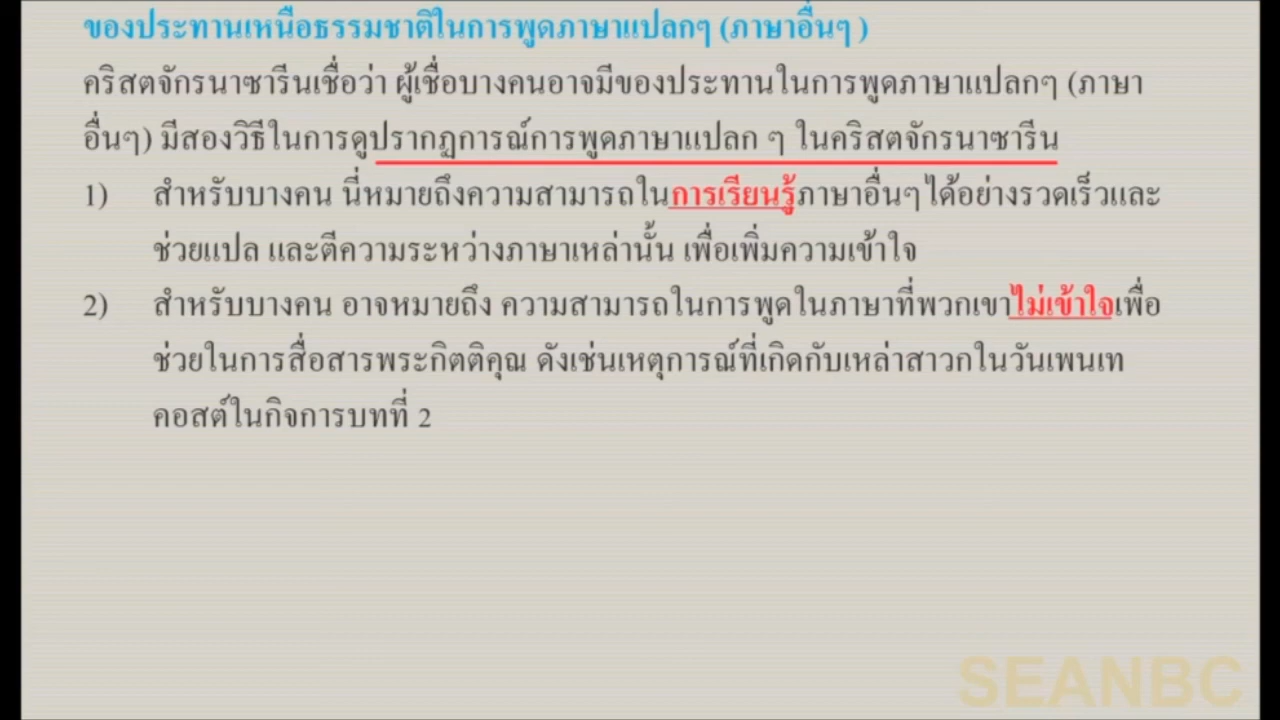 ของประทานเหนือธรรมชาติในการพูดภาษาแปลกๆ (ภาษาอื่นๆ )
คริสตจักรนาซารีนเชื่อว่า ผู้เชื่อบางคนอาจมีของประทานในการพูดภาษาแปลกๆ (ภาษา
อื่นๆ) มีสองวิธีในการดูปรากฏการณ์การพูดภาษาแปลก ๆ ในคริสตจักรนาซารีน
1) สำหรับบางคน นี่หมายถึงความสามารถในการเรียนรู้ภาษาอื่นๆ ได้อย่างรวดเร็วและ
ช่วยแปล และตีความระหว่างภาษาเหล่านั้น เพื่อเพิ่มความเข้าใจ
2) สำหรับบางคน อาจหมายถึง ความสามารถในการพูดในภาษาที่พวกเขาไม่เข้าใจเพื่อ
ช่วยในการสื่อสารพระกิตติคุณ ดังเช่นเหตุการณ์ที่เกิดกับเหล่าสาวกในวันเพนเท
คอสต์ในกิจการบทที่ 2
SEANBC